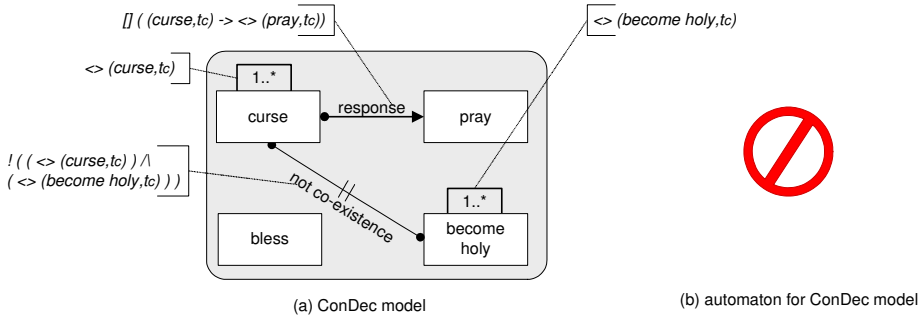 [] ( (curse,tc) -> <> (pray,tc))
<> (become holy,tc)
<> (curse,tc)
1..*
response
curse
pray
! ( ( <> (curse,tc) ) /\
( <> (become holy,tc) ) )
not co-existence
1..*
bless
become
holy
(a) ConDec model
(b) automaton for ConDec model